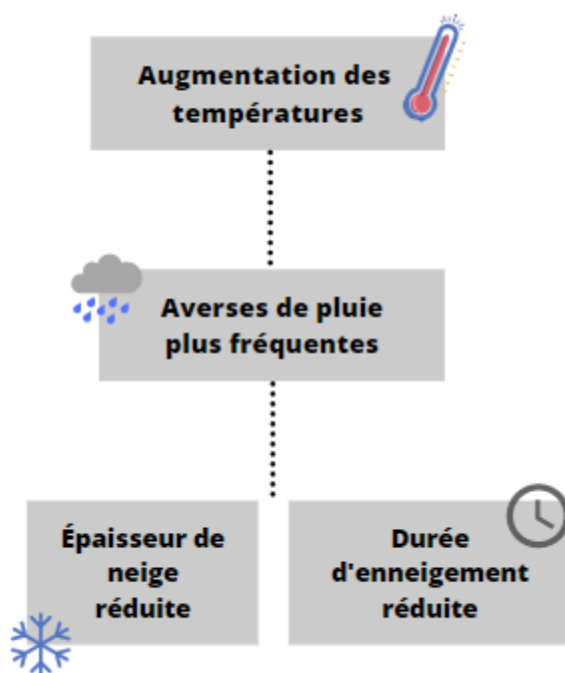 Augmentation des
températures
Averses de pluie
plus fréquentes
Épaisseur de
neige
réduite
Durée
d'enneigement
réduite